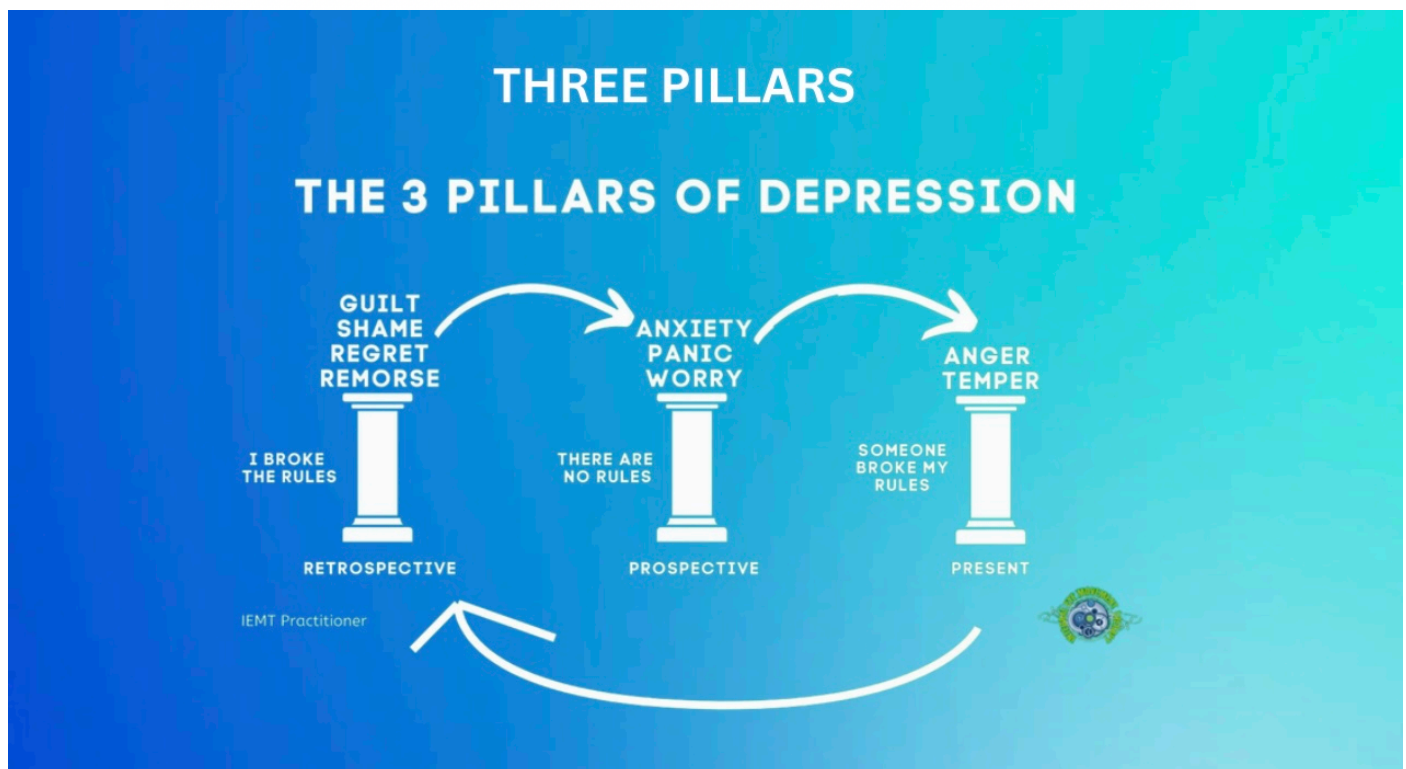 THREE PILLARS
THE 3 PILLARS OF DEPRESSION
GUILT
SHAME
REGRET
REMORSE
I BROKE
THE RULES
RETROSPECTIVE
ANXIETY
PANIC
WORRY
THERE ARE
NO RULES
PROSPECTIVE
ANGER
TEMPER
SOMEONE
BROKE MY
RULES
PRESENT
IEMT Practitioner